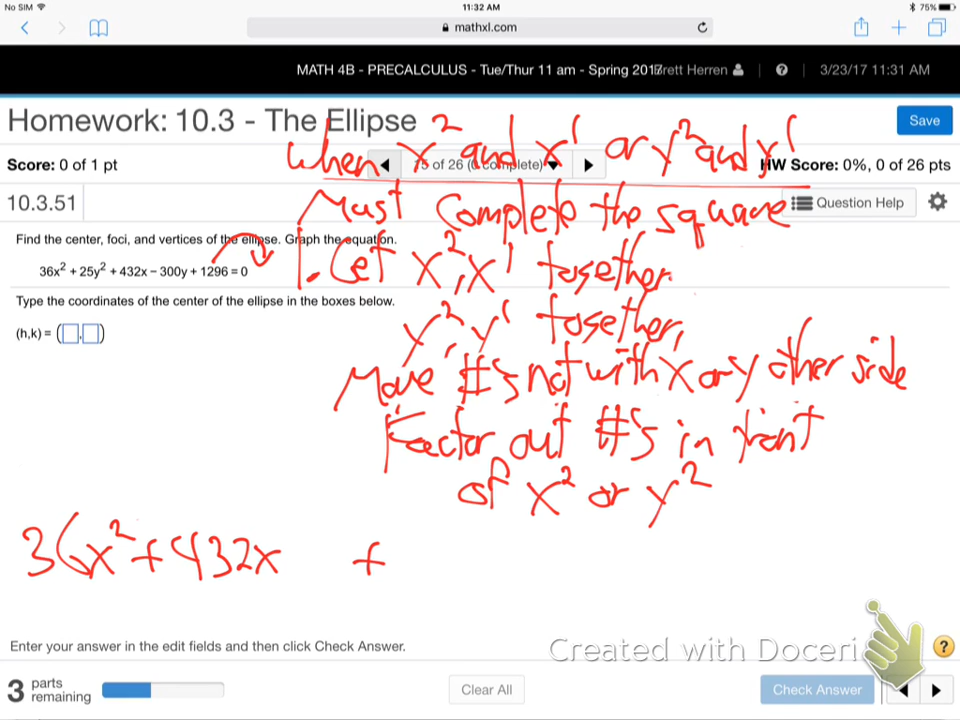 No SIM 11:32 AM 75%
mathxl.com
MATH 4B - PRECALCULUS - Tue/Thur 11 am - Spring 2017 Brett Herren ? 3/23/17 11:31 AM
Homework: 10.3 - The Ellipse Save
when x² and x¹ or y² and y¹
Score: 0 of 1 pt 15 of 26 (0 complete) HW Score: 0%, 0 of 26 pts
Must Complete the square
10.3.51 Question Help
Find the center, foci, and vertices of the ellipse. Graph the equation.
1. Get x², x¹ together
36x² + 25y² + 432x − 300y + 1296 = 0
Type the coordinates of the center of the ellipse in the boxes below.
y², y¹ together,
(h,k) = ( , )
Move #'s not with x or y other side
Factor out #'s in front
of x² or y²
36x² + 432x +
Enter your answer in the edit fields and then click Check Answer.
Created with Doceri
?
3 parts remaining Clear All Check Answer